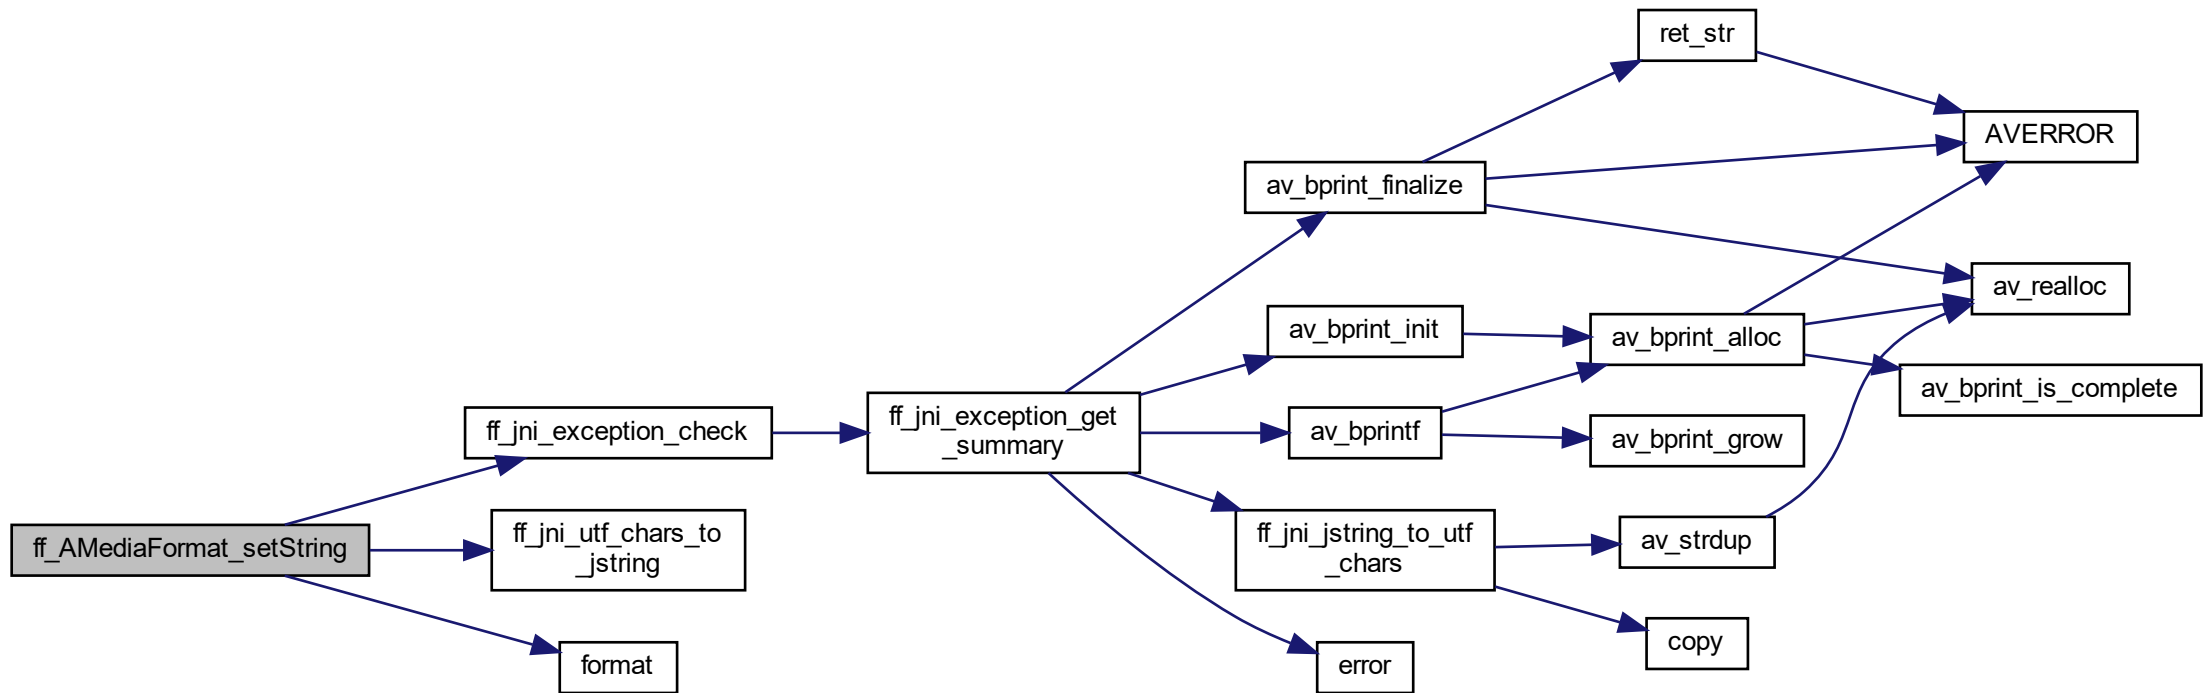 ff_AMediaFormat_setString
ff_jni_exception_check
ff_jni_utf_chars_to
_jstring
format
ff_jni_exception_get
_summary
av_bprint_finalize
av_bprint_init
av_bprintf
ff_jni_jstring_to_utf
_chars
error
ret_str
av_bprint_alloc
av_bprint_grow
av_strdup
copy
AVERROR
av_realloc
av_bprint_is_complete